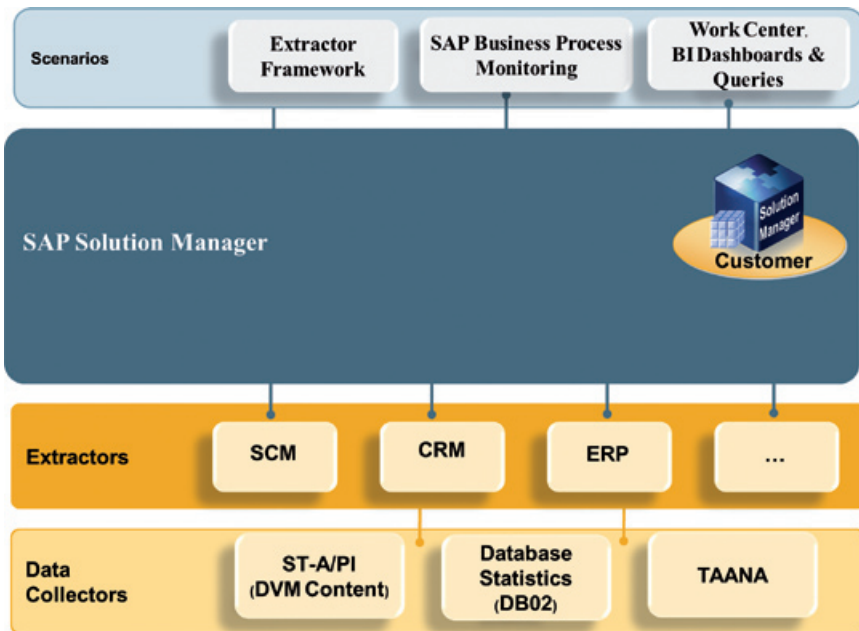 Scenarios
Extractor
Framework
SAP Business Process
Monitoring
Work Center,
BI Dashboards &
Queries
SAP Solution Manager
Solution
Manager
Customer
Extractors
SCM
CRM
ERP
...
Data
Collectors
ST-A/PI
(DVM Content)
Database
Statistics
(DB02)
TAANA